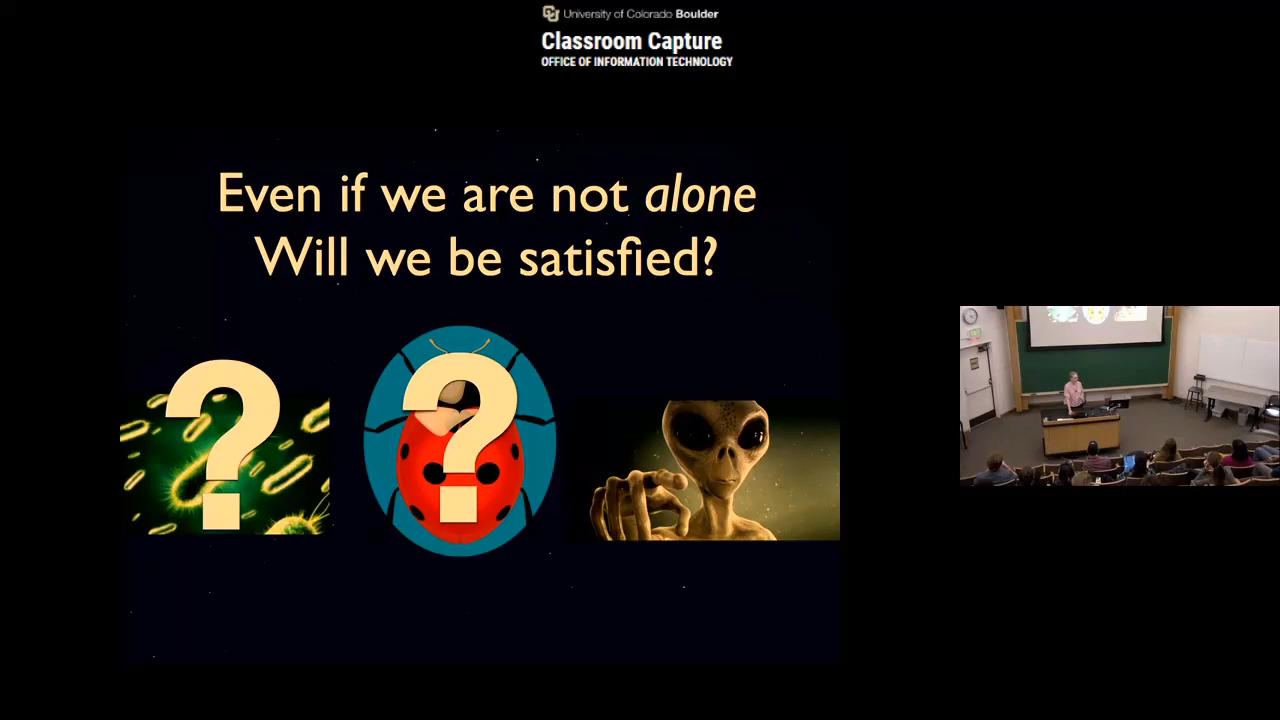 University of Colorado Boulder
Classroom Capture
OFFICE OF INFORMATION TECHNOLOGY
Even if we are not alone
Will we be satisfied?
?
?